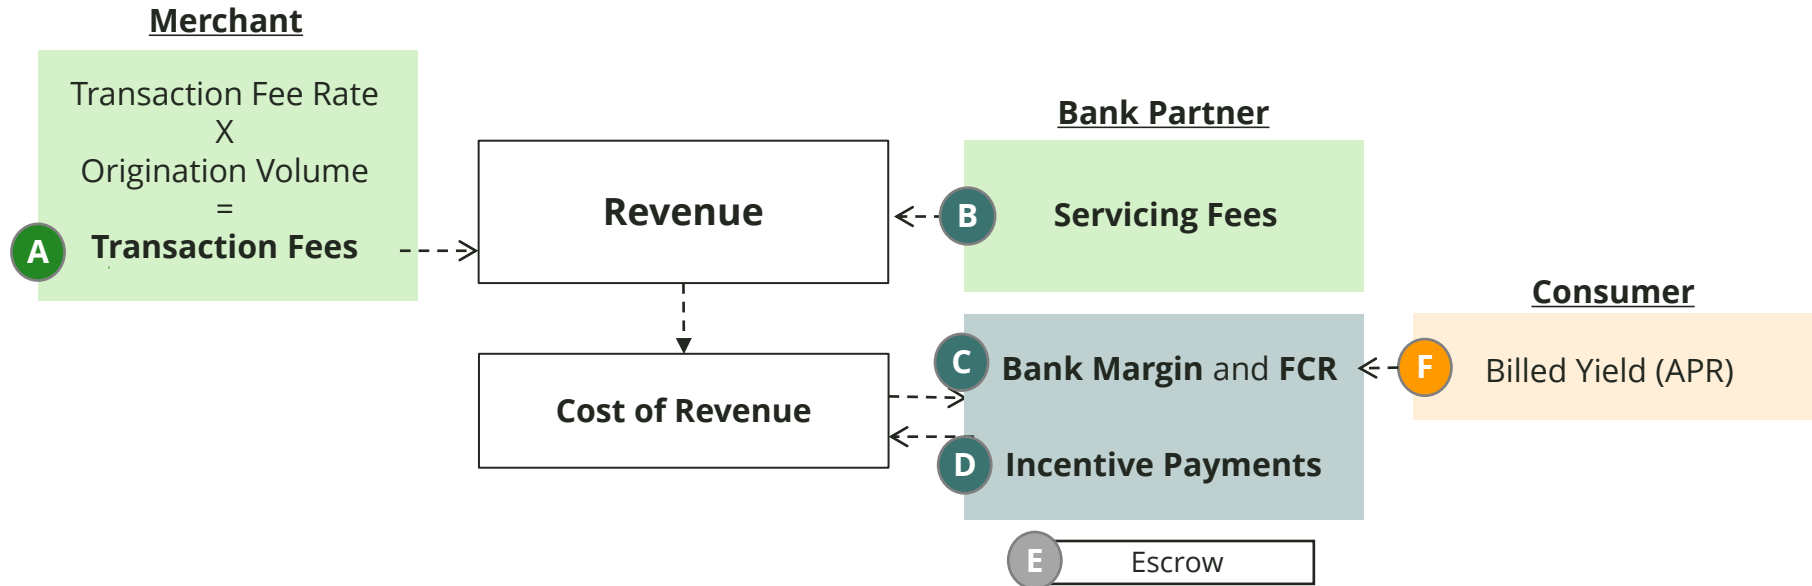 Merchant
Transaction Fee Rate
X
Origination Volume
=
A Transaction Fees
Revenue
Bank Partner
B Servicing Fees
Cost of Revenue
C Bank Margin and FCR
D Incentive Payments
E Escrow
Consumer
F Billed Yield (APR)